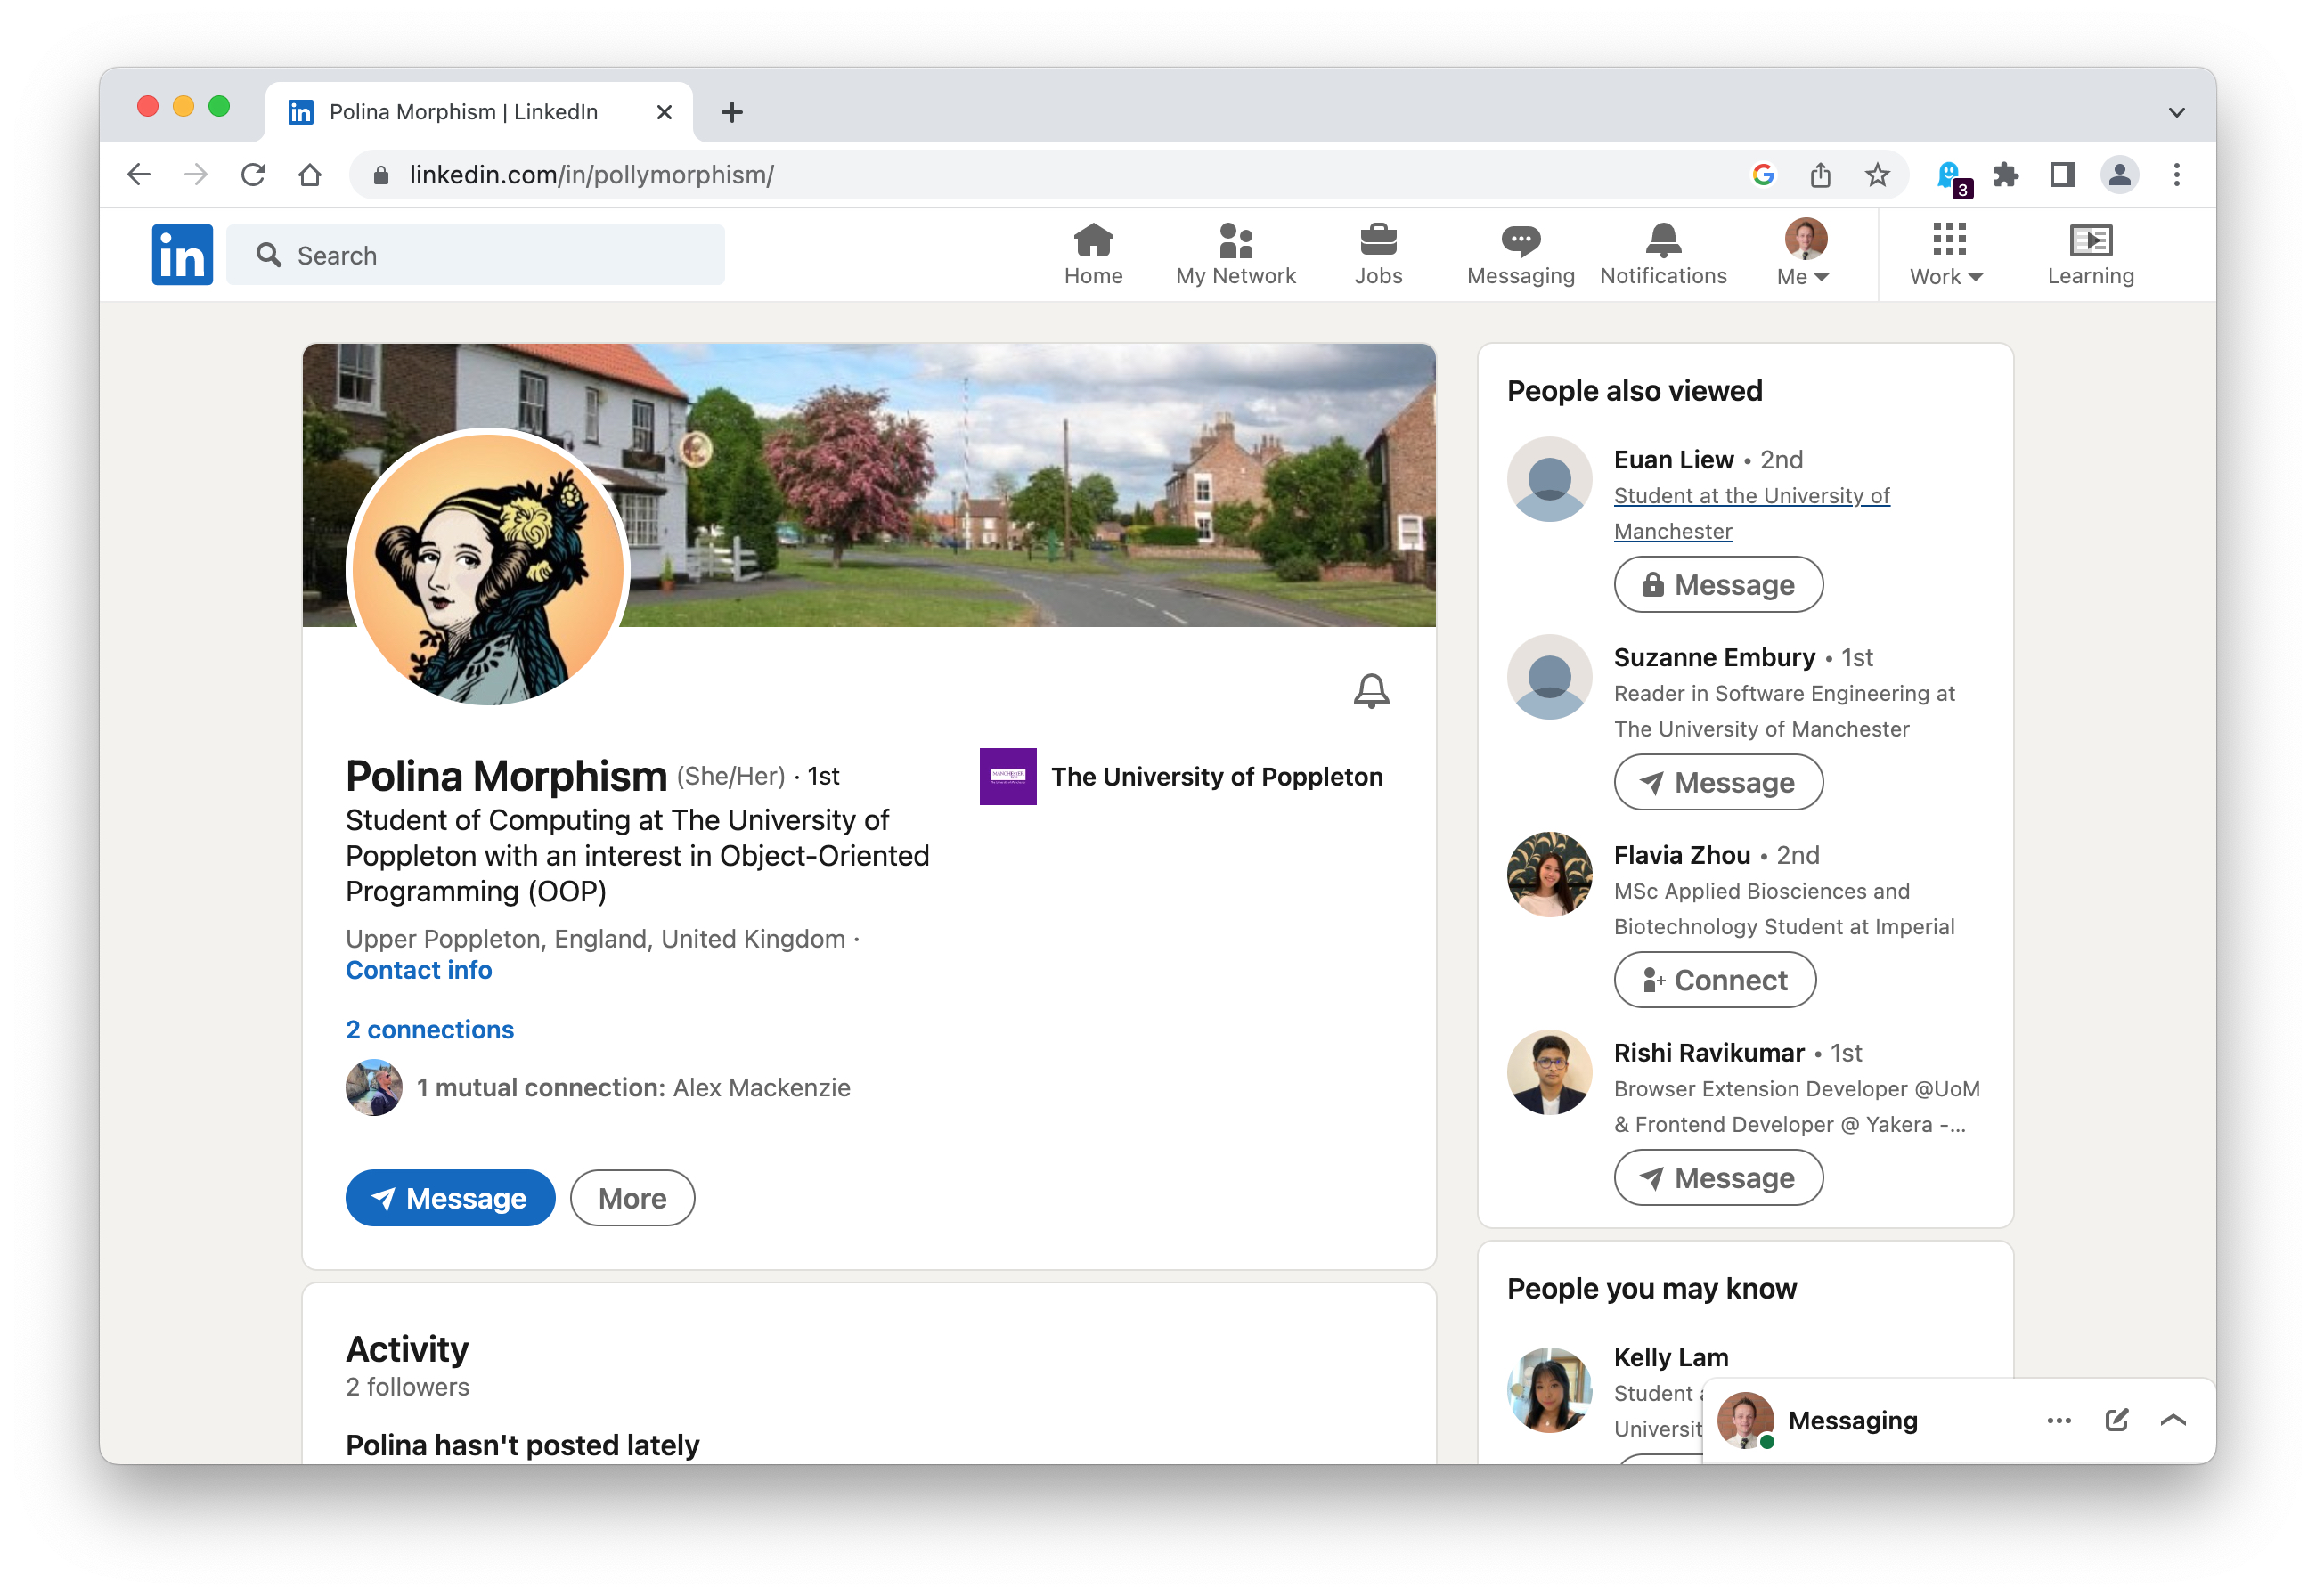 Polina Morphism | LinkedIn
linkedin.com/in/pollymorphism/
3
in
Search
Home
My Network
Jobs
Messaging
Notifications
Me
Work
Learning
Polina Morphism (She/Her) · 1st
Student of Computing at The University of
Poppleton with an interest in Object-Oriented
Programming (OOP)
Upper Poppleton, England, United Kingdom ·
Contact info
2 connections
1 mutual connection: Alex Mackenzie
Message
More
The University of Poppleton
Activity
2 followers
Polina hasn't posted lately
People also viewed
Euan Liew • 2nd
Student at the University of
Manchester
Message
Suzanne Embury • 1st
Reader in Software Engineering at
The University of Manchester
Message
Flavia Zhou • 2nd
MSc Applied Biosciences and
Biotechnology Student at Imperial
Connect
Rishi Ravikumar • 1st
Browser Extension Developer @UoM
& Frontend Developer @ Yakera -...
Message
People you may know
Kelly Lam
Student
Universit
Messaging